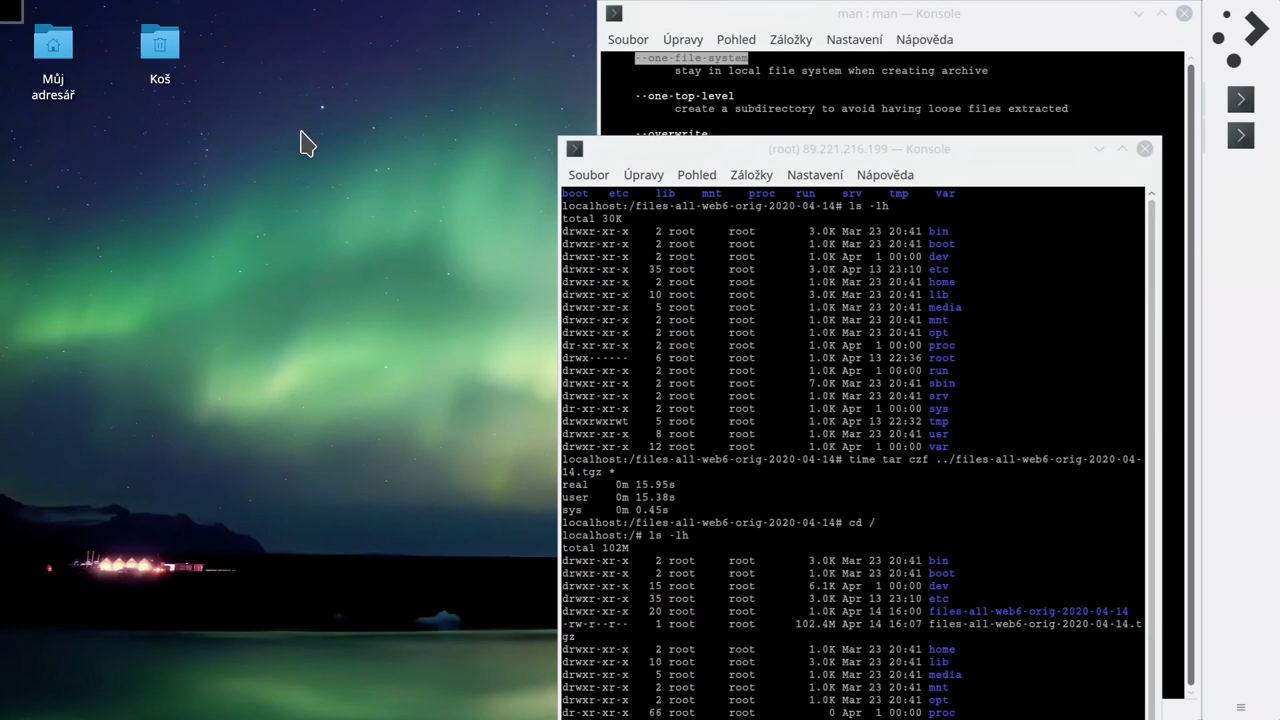 Můj
adresář
Koš
man : man — Konsole
Soubor Úpravy Pohled Záložky Nastavení Nápověda
--one-file-system
stay in local file system when creating archive
--one-top-level
create a subdirectory to avoid having loose files extracted
--overwrite
(root) 89.221.216.199 — Konsole
Soubor Úpravy Pohled Záložky Nastavení Nápověda
boot etc lib mnt proc run srv tmp var
localhost:/files-all-web6-orig-2020-04-14# ls -lh
total 30K
drwxr-xr-x 2 root root 3.0K Mar 23 20:41 bin
drwxr-xr-x 2 root root 1.0K Mar 23 20:41 boot
drwxr-xr-x 2 root root 1.0K Apr 1 00:00 dev
drwxr-xr-x 35 root root 3.0K Apr 13 23:10 etc
drwxr-xr-x 2 root root 1.0K Mar 23 20:41 home
drwxr-xr-x 10 root root 3.0K Mar 23 20:41 lib
drwxr-xr-x 5 root root 1.0K Mar 23 20:41 media
drwxr-xr-x 2 root root 1.0K Mar 23 20:41 mnt
drwxr-xr-x 2 root root 1.0K Mar 23 20:41 opt
dr-xr-xr-x 2 root root 1.0K Apr 1 00:00 proc
drwx------ 6 root root 1.0K Apr 13 22:36 root
drwxr-xr-x 2 root root 1.0K Apr 1 00:00 run
drwxr-xr-x 2 root root 7.0K Mar 23 20:41 sbin
drwxr-xr-x 2 root root 1.0K Mar 23 20:41 srv
dr-xr-xr-x 2 root root 1.0K Apr 1 00:00 sys
drwxrwxrwt 5 root root 1.0K Apr 13 22:32 tmp
drwxr-xr-x 8 root root 1.0K Mar 23 20:41 usr
drwxr-xr-x 12 root root 1.0K Mar 23 20:41 var
localhost:/files-all-web6-orig-2020-04-14# time tar czf ../files-all-web6-orig-2020-04-
14.tgz *
real 0m 15.95s
user 0m 15.38s
sys 0m 0.45s
localhost:/files-all-web6-orig-2020-04-14# cd /
localhost:/# ls -lh
total 102M
drwxr-xr-x 2 root root 3.0K Mar 23 20:41 bin
drwxr-xr-x 2 root root 1.0K Mar 23 20:41 boot
drwxr-xr-x 15 root root 6.1K Apr 1 00:00 dev
drwxr-xr-x 35 root root 3.0K Apr 13 23:10 etc
drwxr-xr-x 20 root root 1.0K Apr 14 16:00 files-all-web6-orig-2020-04-14
-rw-r--r-- 1 root root 102.4M Apr 14 16:07 files-all-web6-orig-2020-04-14.t
gz
drwxr-xr-x 2 root root 1.0K Mar 23 20:41 home
drwxr-xr-x 10 root root 3.0K Mar 23 20:41 lib
drwxr-xr-x 5 root root 1.0K Mar 23 20:41 media
drwxr-xr-x 2 root root 1.0K Mar 23 20:41 mnt
drwxr-xr-x 2 root root 1.0K Mar 23 20:41 opt
dr-xr-xr-x 66 root root 0 Apr 1 00:00 proc